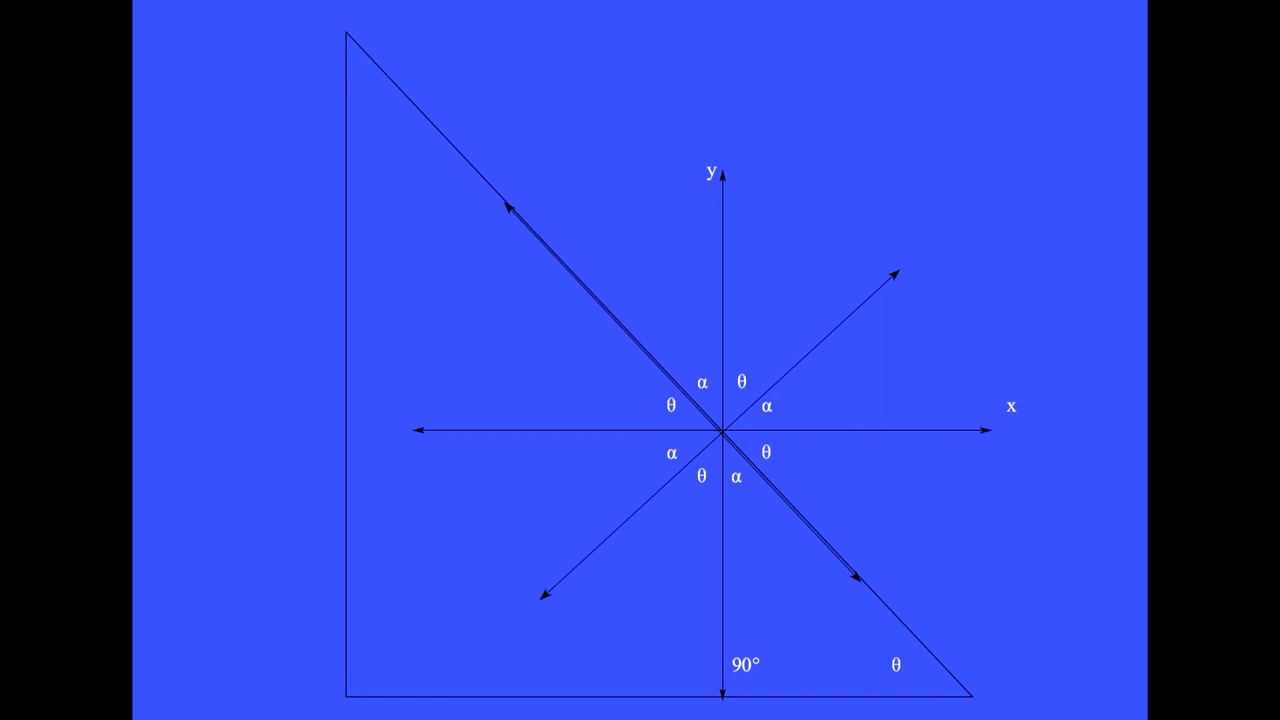 y
α θ
θ α x
α θ
θ α
90° θ